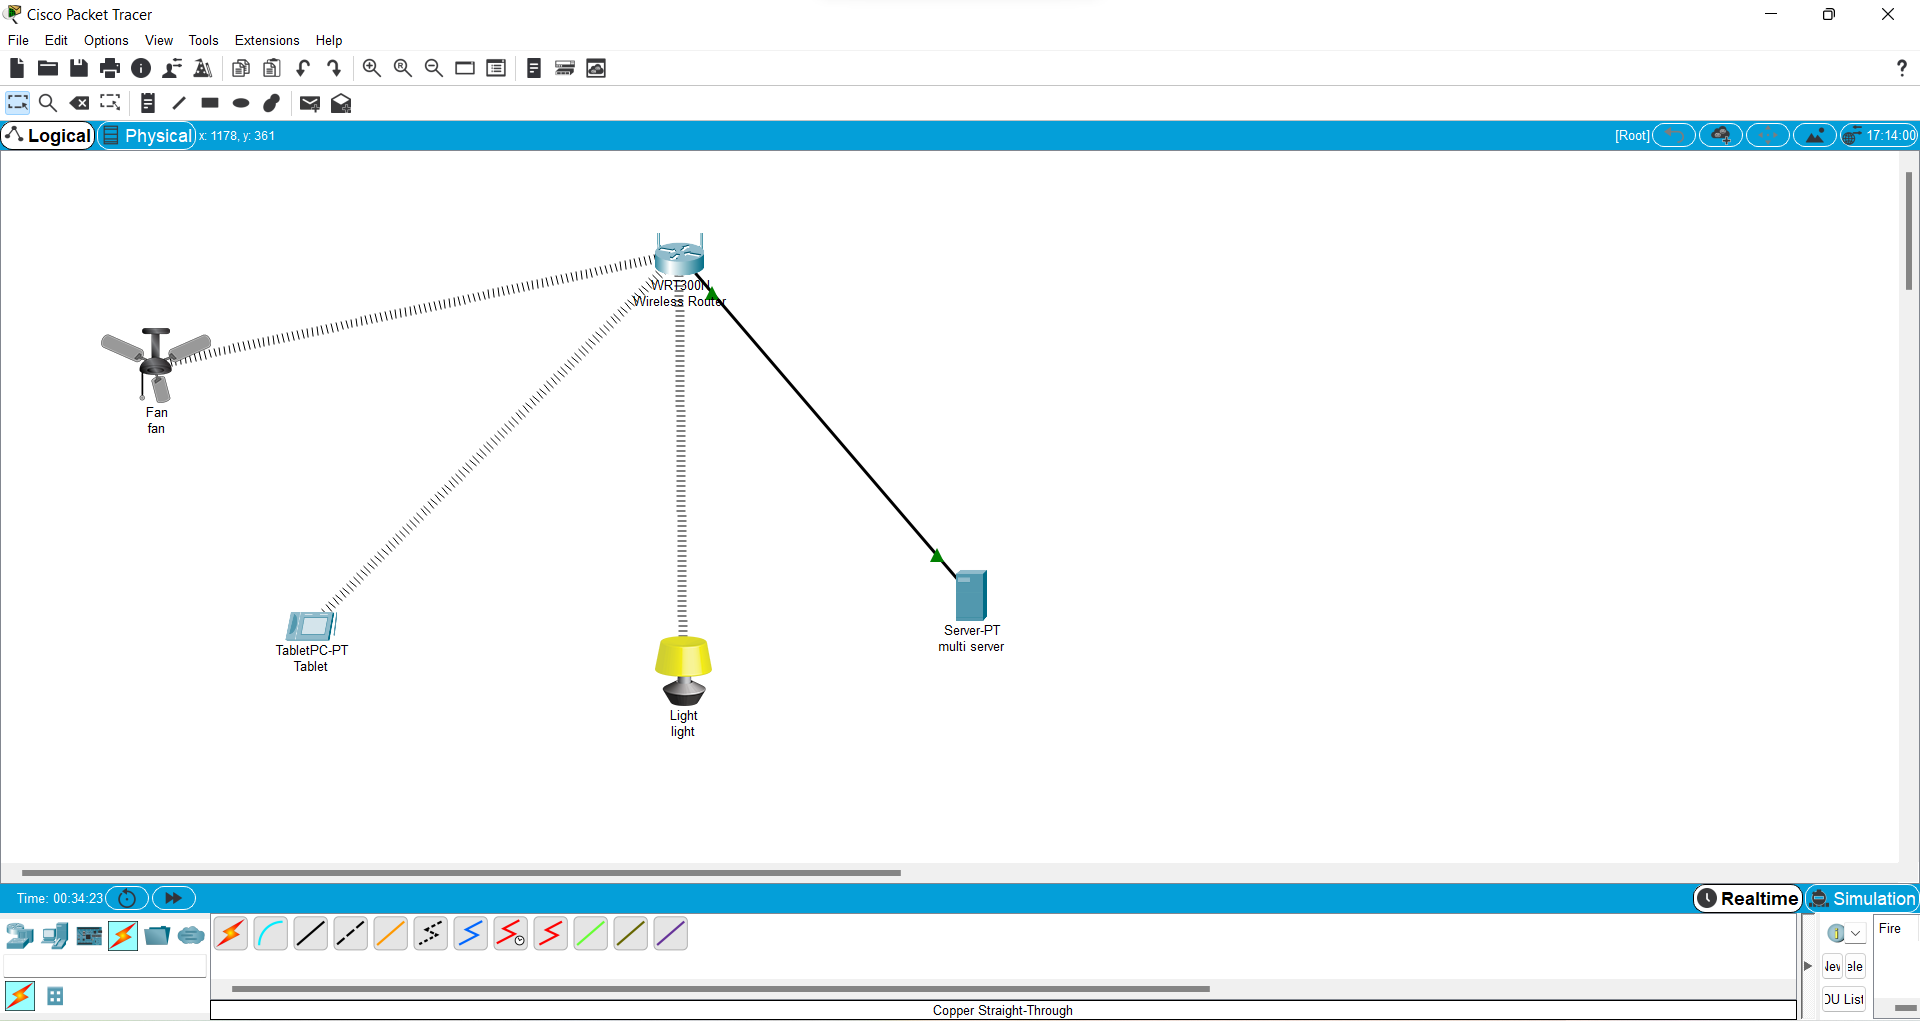 Cisco Packet Tracer
File Edit Options View Tools Extensions Help
?
Logical Physical x: 1178, y: 361 [Root] 17:14:00
WRT300N
Wireless Router
Fan
fan
Server-PT
multi server
TabletPC-PT
Tablet
Light
light
Time: 00:34:23 Realtime Simulation
Fire
ele
DU List
Copper Straight-Through